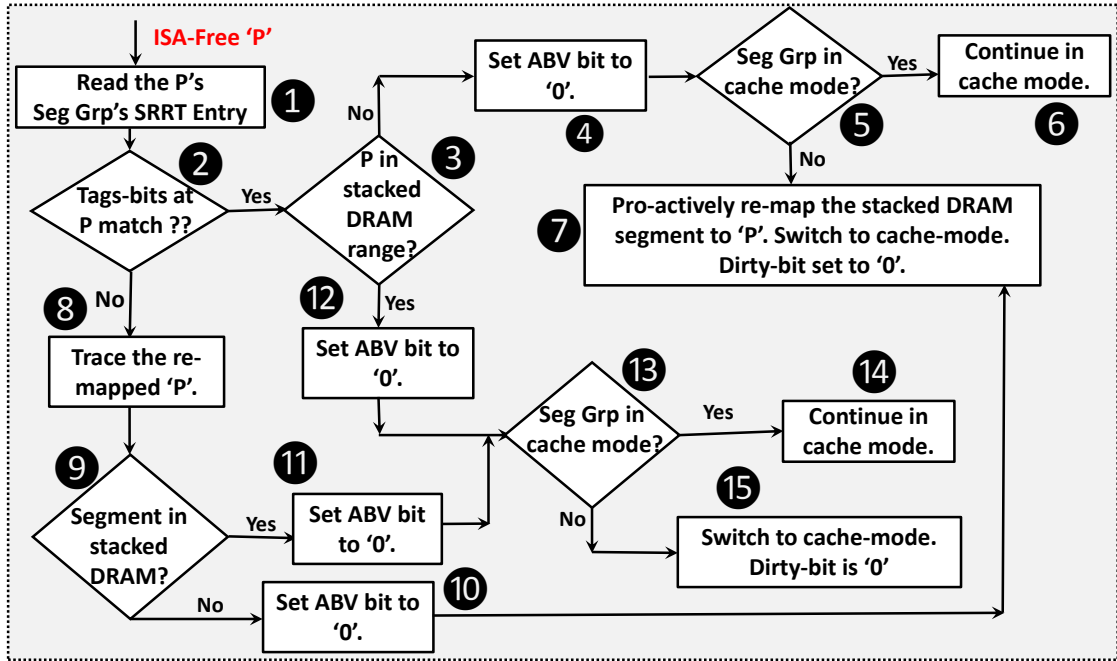 ISA-Free ‘P’
Read the P’s
Seg Grp’s SRRT Entry
1
2
Tags-bits at
P match ??
Yes
No
3
P in
stacked
DRAM
range?
No
Yes
Set ABV bit to
‘0’.
4
Seg Grp in
cache mode?
5
Yes
No
Continue in
cache mode.
6
7
Pro-actively re-map the stacked DRAM
segment to ‘P’. Switch to cache-mode.
Dirty-bit set to ‘0’.
8
Trace the re-
mapped ‘P’.
9
Segment in
stacked
DRAM?
Yes
No
10
Set ABV bit to
‘0’.
11
Set ABV bit
to ‘0’.
12
Set ABV bit to
‘0’.
13
Seg Grp in
cache mode?
Yes
No
14
Continue in
cache mode.
15
Switch to cache-mode.
Dirty-bit is ‘0’